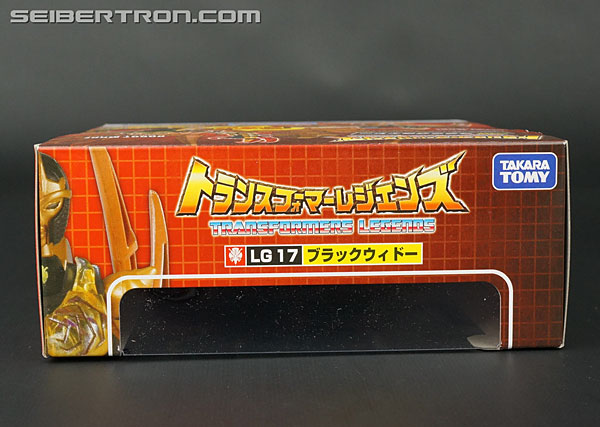 SEIBERTRON.COM
TAKARA
TOMY
トランスフォーマーレジェンズ
TRANSFORMERS LEGENDS
LG 17 ブラックウィドー